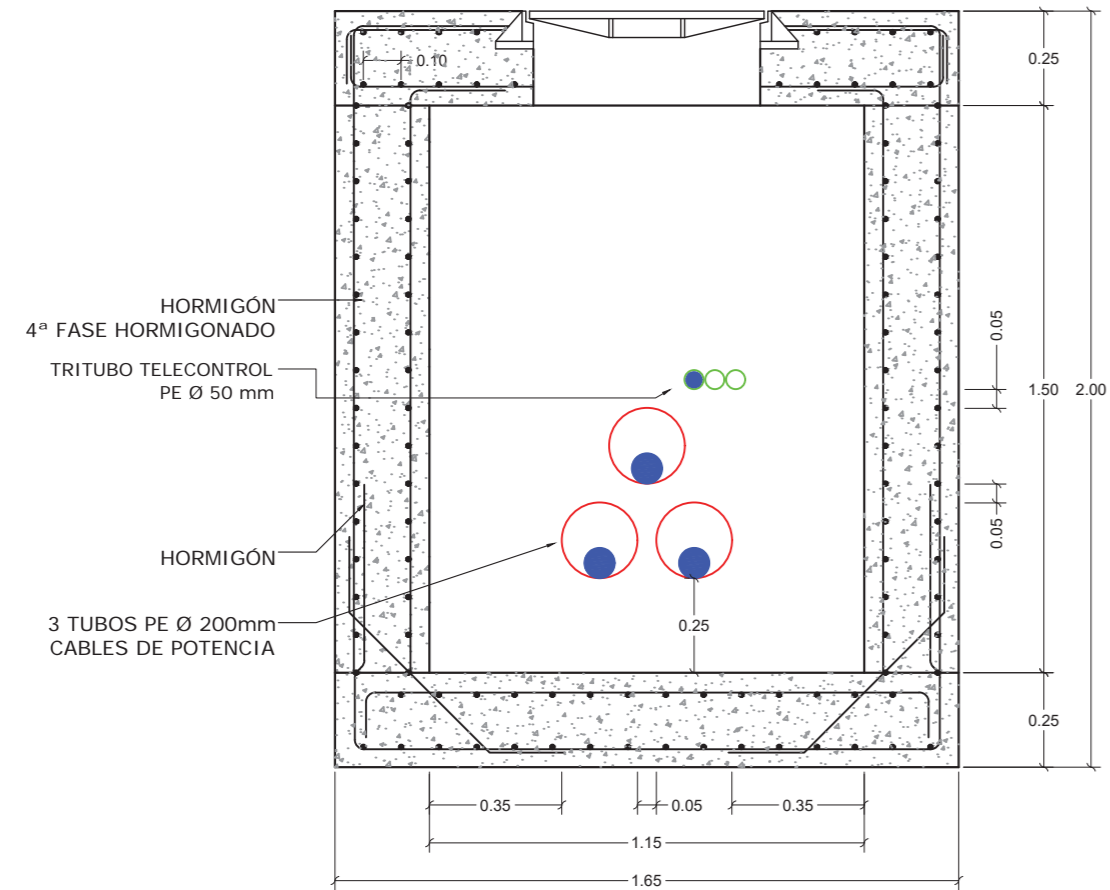 0.10
0.25
HORMIGÓN
4ª FASE HORMIGONADO
TRITUBO TELECONTROL
PE Ø 50 mm
0.05
1.50
2.00
HORMIGÓN
0.05
3 TUBOS PE Ø 200mm
CABLES DE POTENCIA
0.25
0.25
0.35
0.05
0.35
1.15
1.65